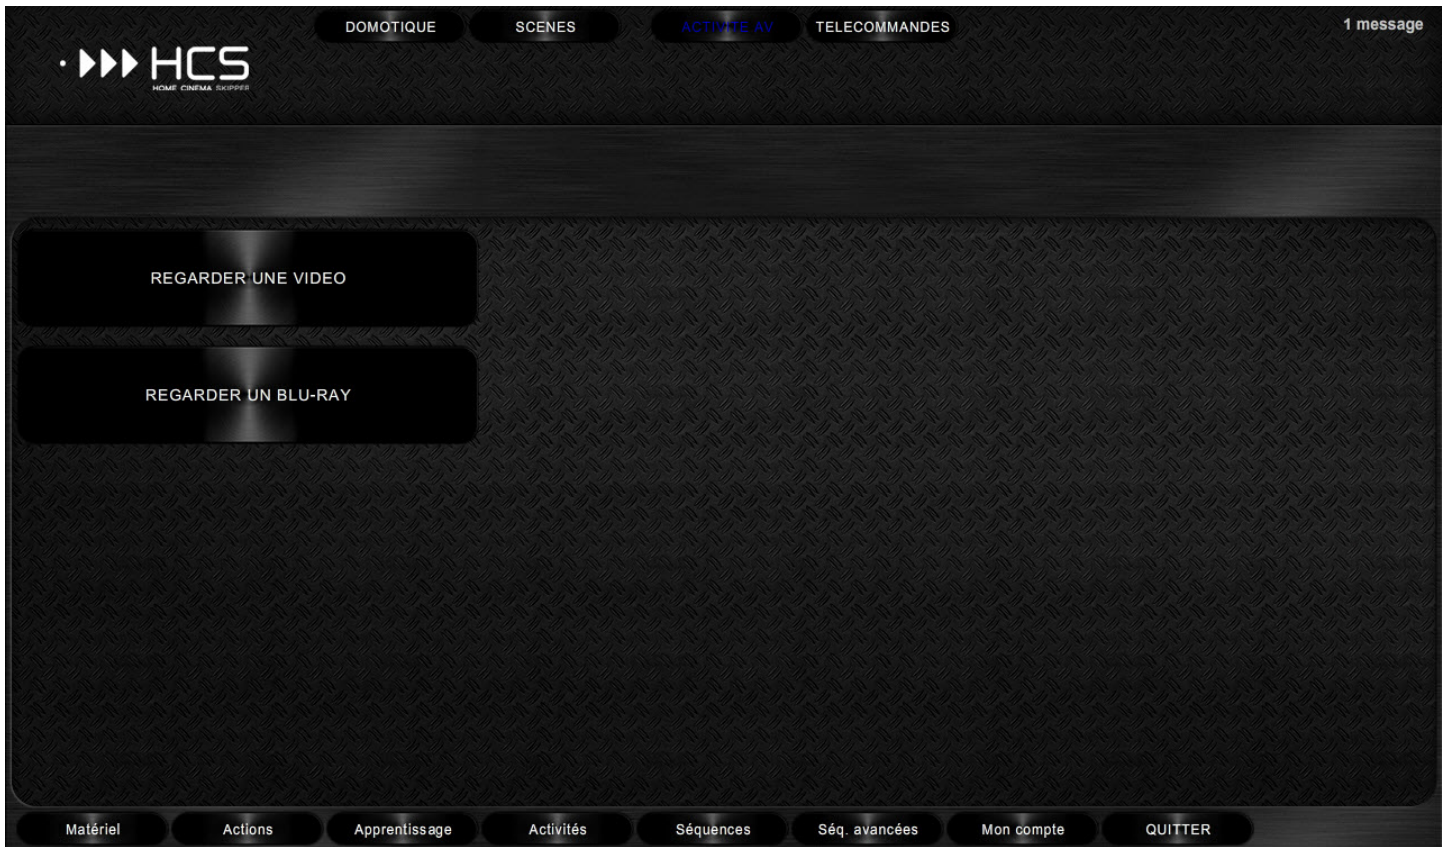 DOMOTIQUE SCENES ACTIVITE AV TELECOMMANDES 1 message
HCS
HOME CINEMA SKIPPER
REGARDER UNE VIDEO
REGARDER UN BLU-RAY
Matériel Actions Apprentissage Activités Séquences Séq. avancées Mon compte QUITTER